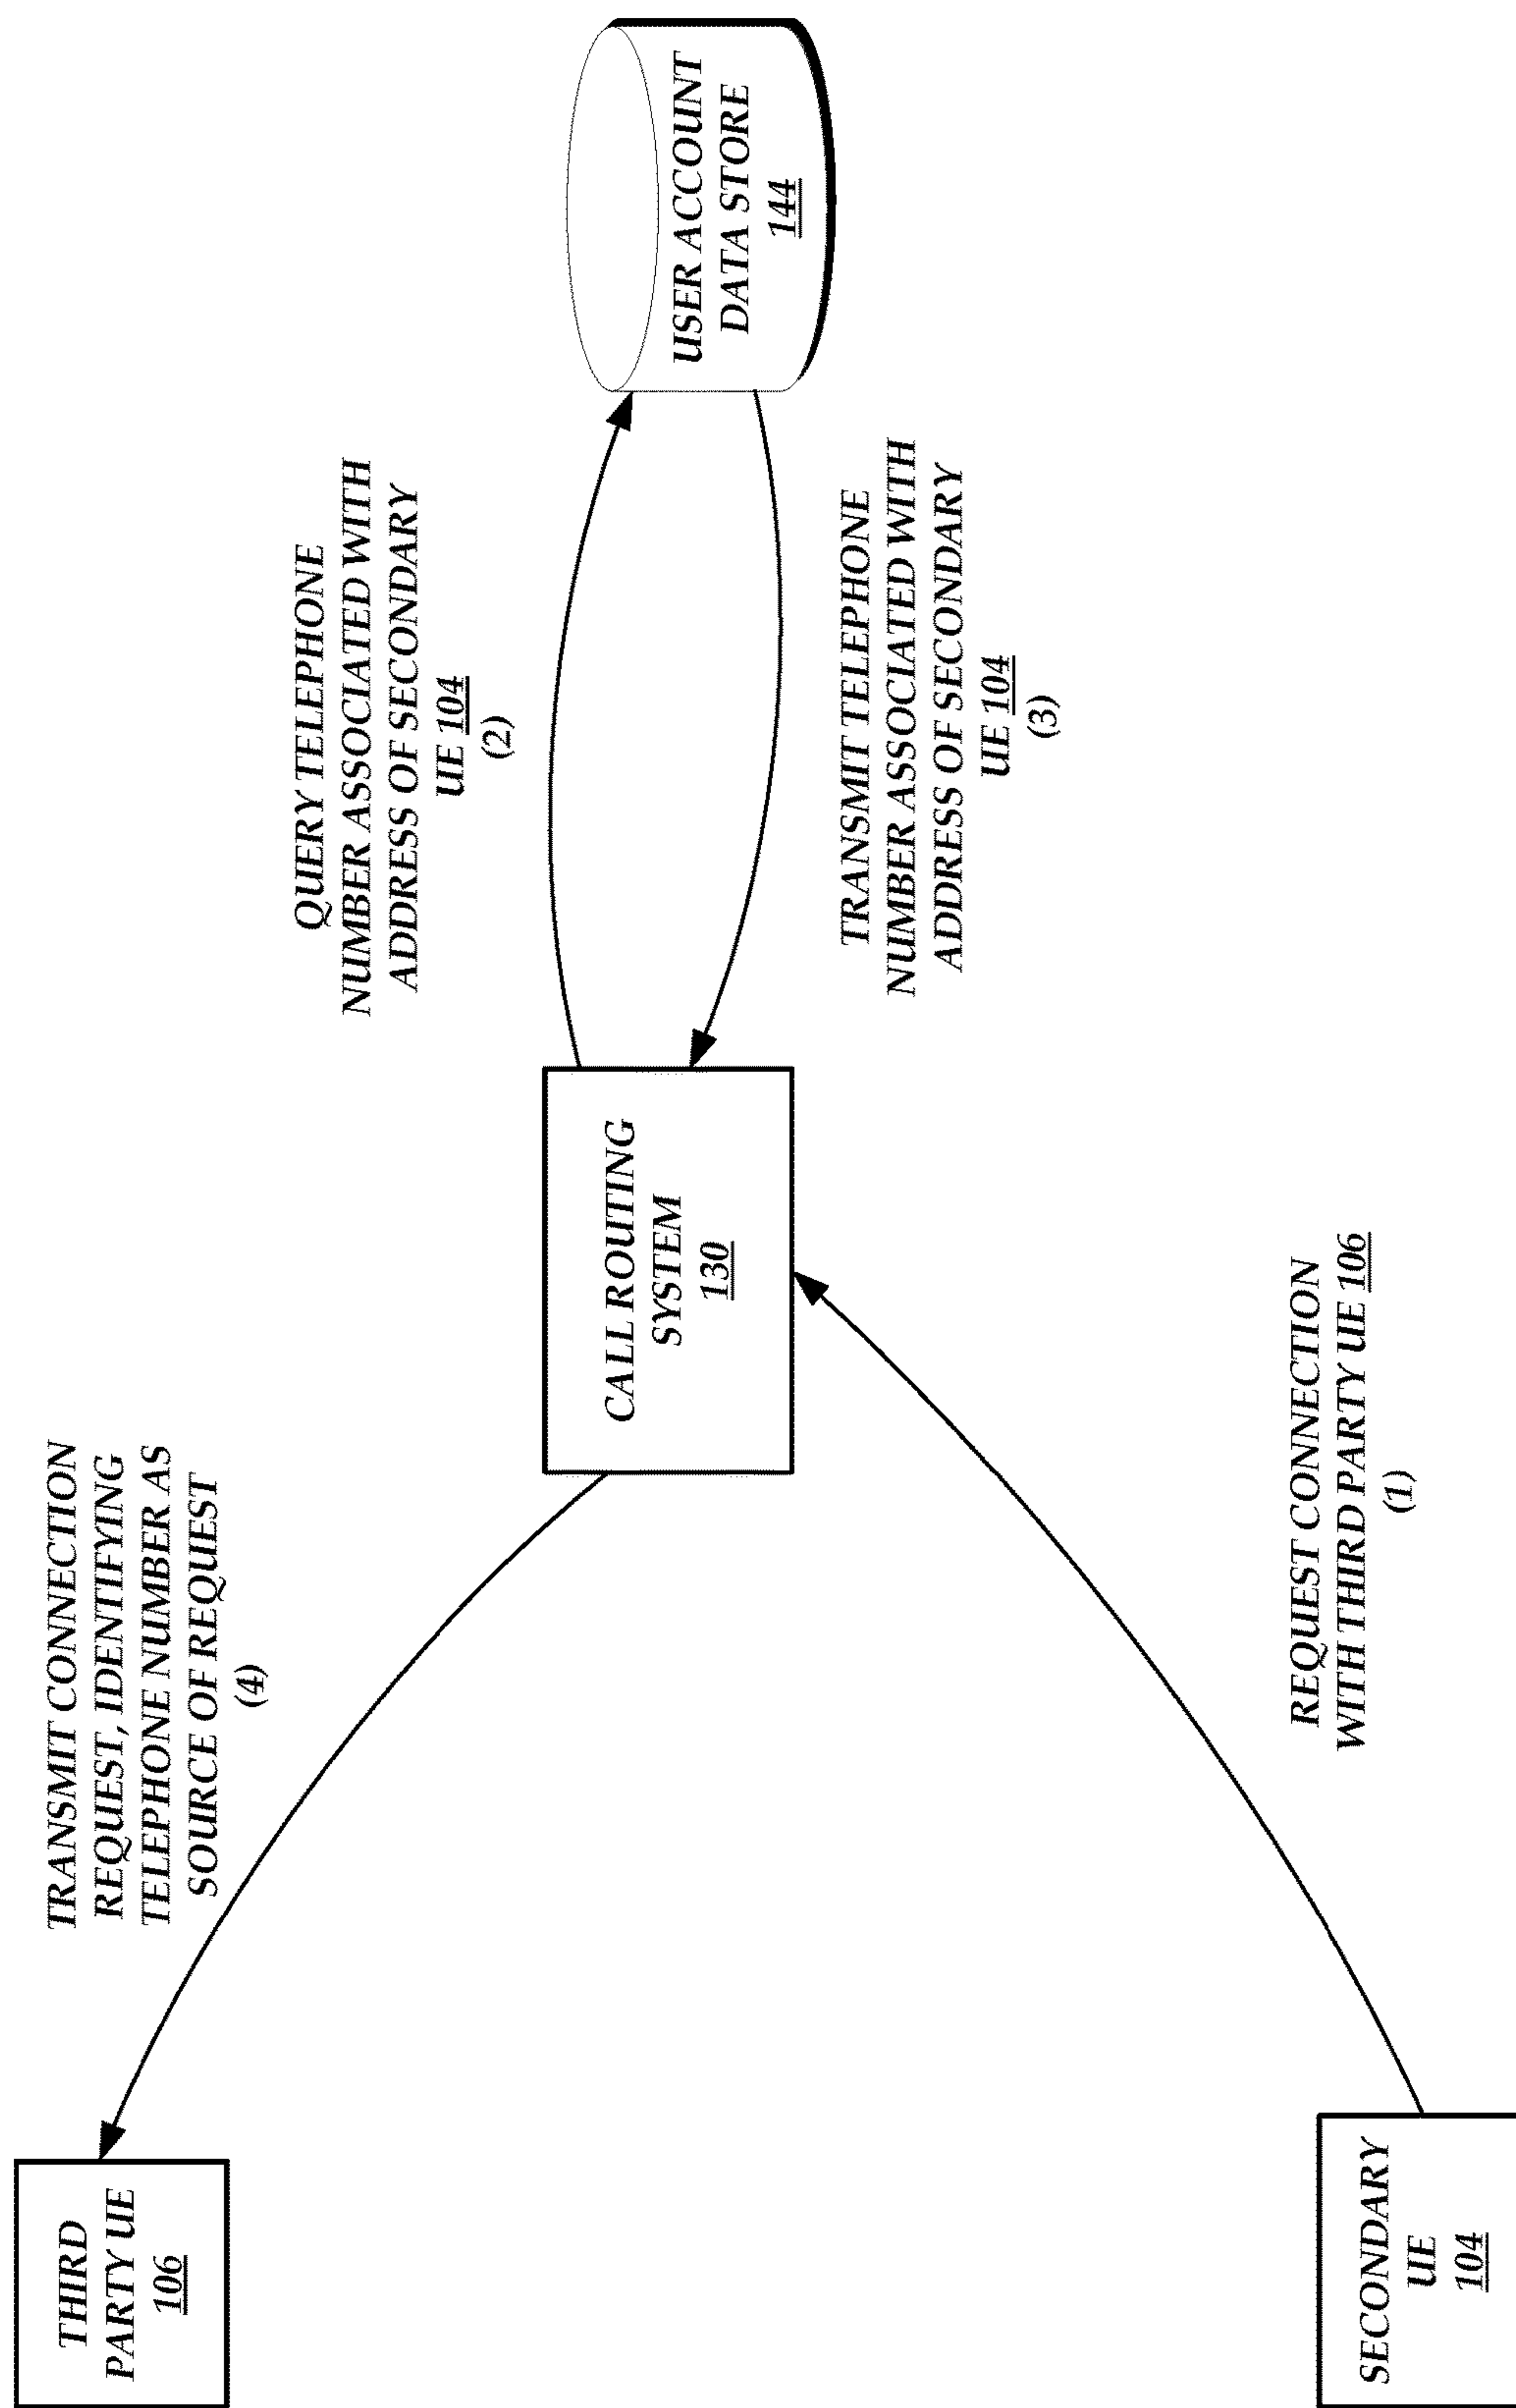 THIRD
PARTY UE
106
TRANSMIT CONNECTION
REQUEST, IDENTIFYING
TELEPHONE NUMBER AS
SOURCE OF REQUEST
(4)
QUERY TELEPHONE
NUMBER ASSOCIATED WITH
ADDRESS OF SECONDARY
UE 104
(2)
CALL ROUTING
SYSTEM
130
USER ACCOUNT
DATA STORE
144
TRANSMIT TELEPHONE
NUMBER ASSOCIATED WITH
ADDRESS OF SECONDARY
UE 104
(3)
REQUEST CONNECTION
WITH THIRD PARTY UE 106
(1)
SECONDARY
UE
104